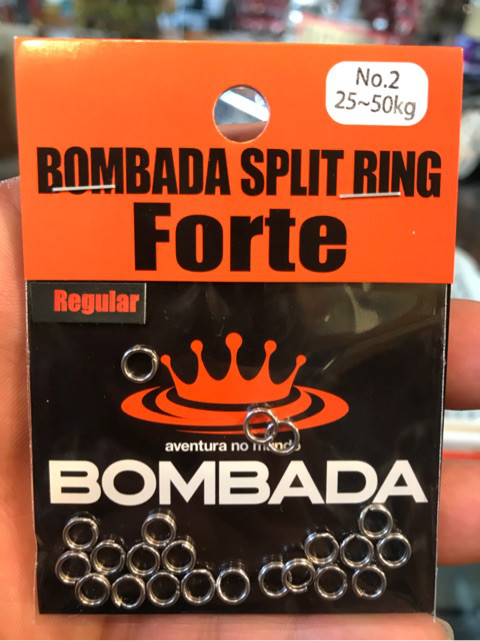 No.2
25~50kg
BOMBADA SPLIT RING
Forte
Regular
aventura no mundo
BOMBADA